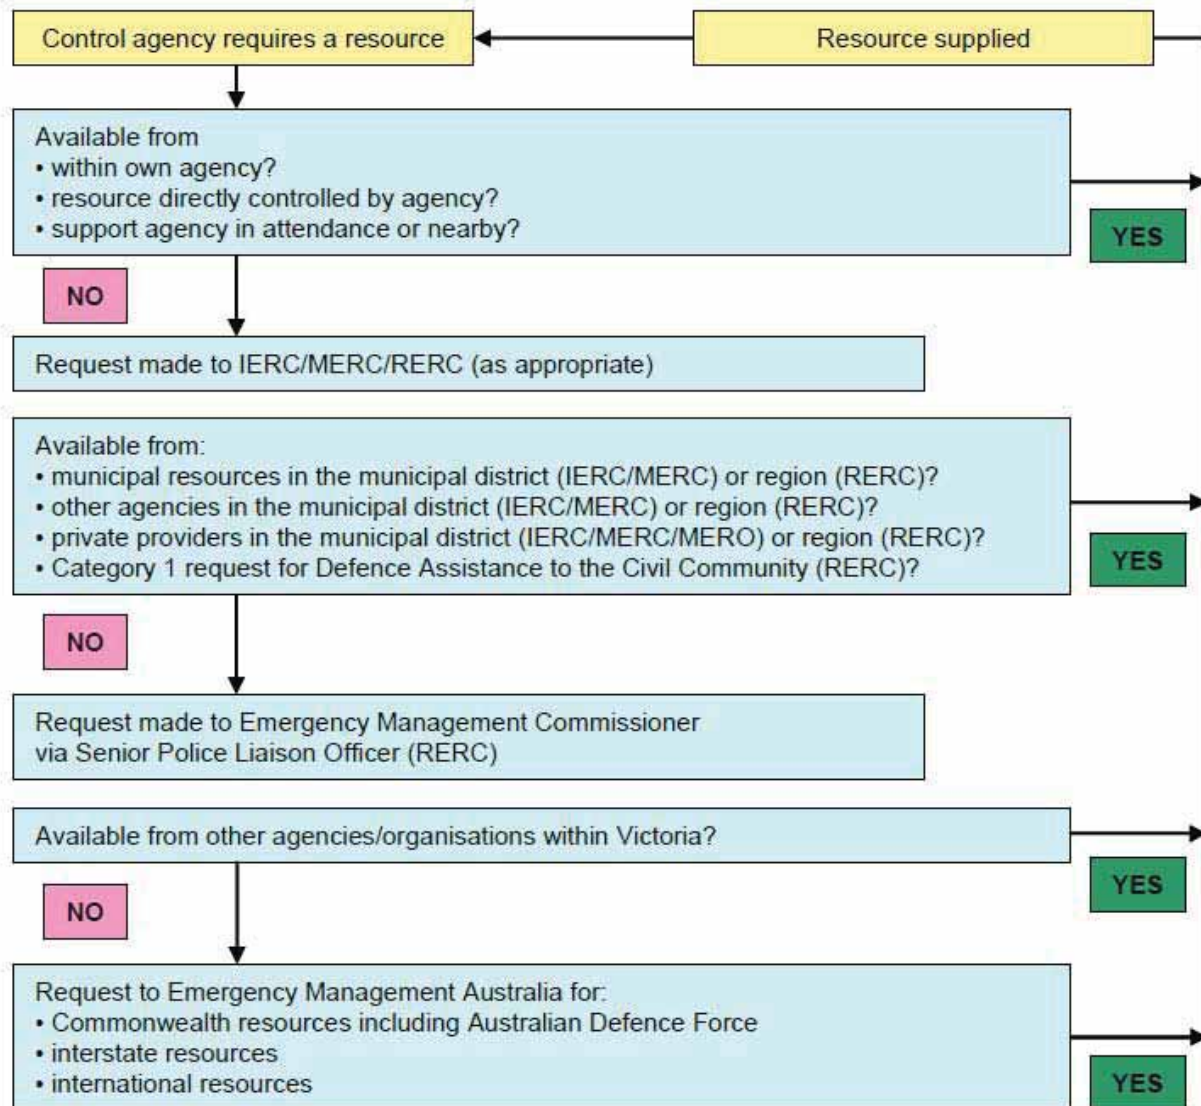 Control agency requires a resource
Resource supplied
Available from
• within own agency?
• resource directly controlled by agency?
• support agency in attendance or nearby?
YES
NO
Request made to IERC/MERC/RERC (as appropriate)
Available from:
• municipal resources in the municipal district (IERC/MERC) or region (RERC)?
• other agencies in the municipal district (IERC/MERC) or region (RERC)?
• private providers in the municipal district (IERC/MERC/MERO) or region (RERC)?
• Category 1 request for Defence Assistance to the Civil Community (RERC)?
YES
NO
Request made to Emergency Management Commissioner
via Senior Police Liaison Officer (RERC)
Available from other agencies/organisations within Victoria?
YES
NO
Request to Emergency Management Australia for:
• Commonwealth resources including Australian Defence Force
• interstate resources
• international resources
YES